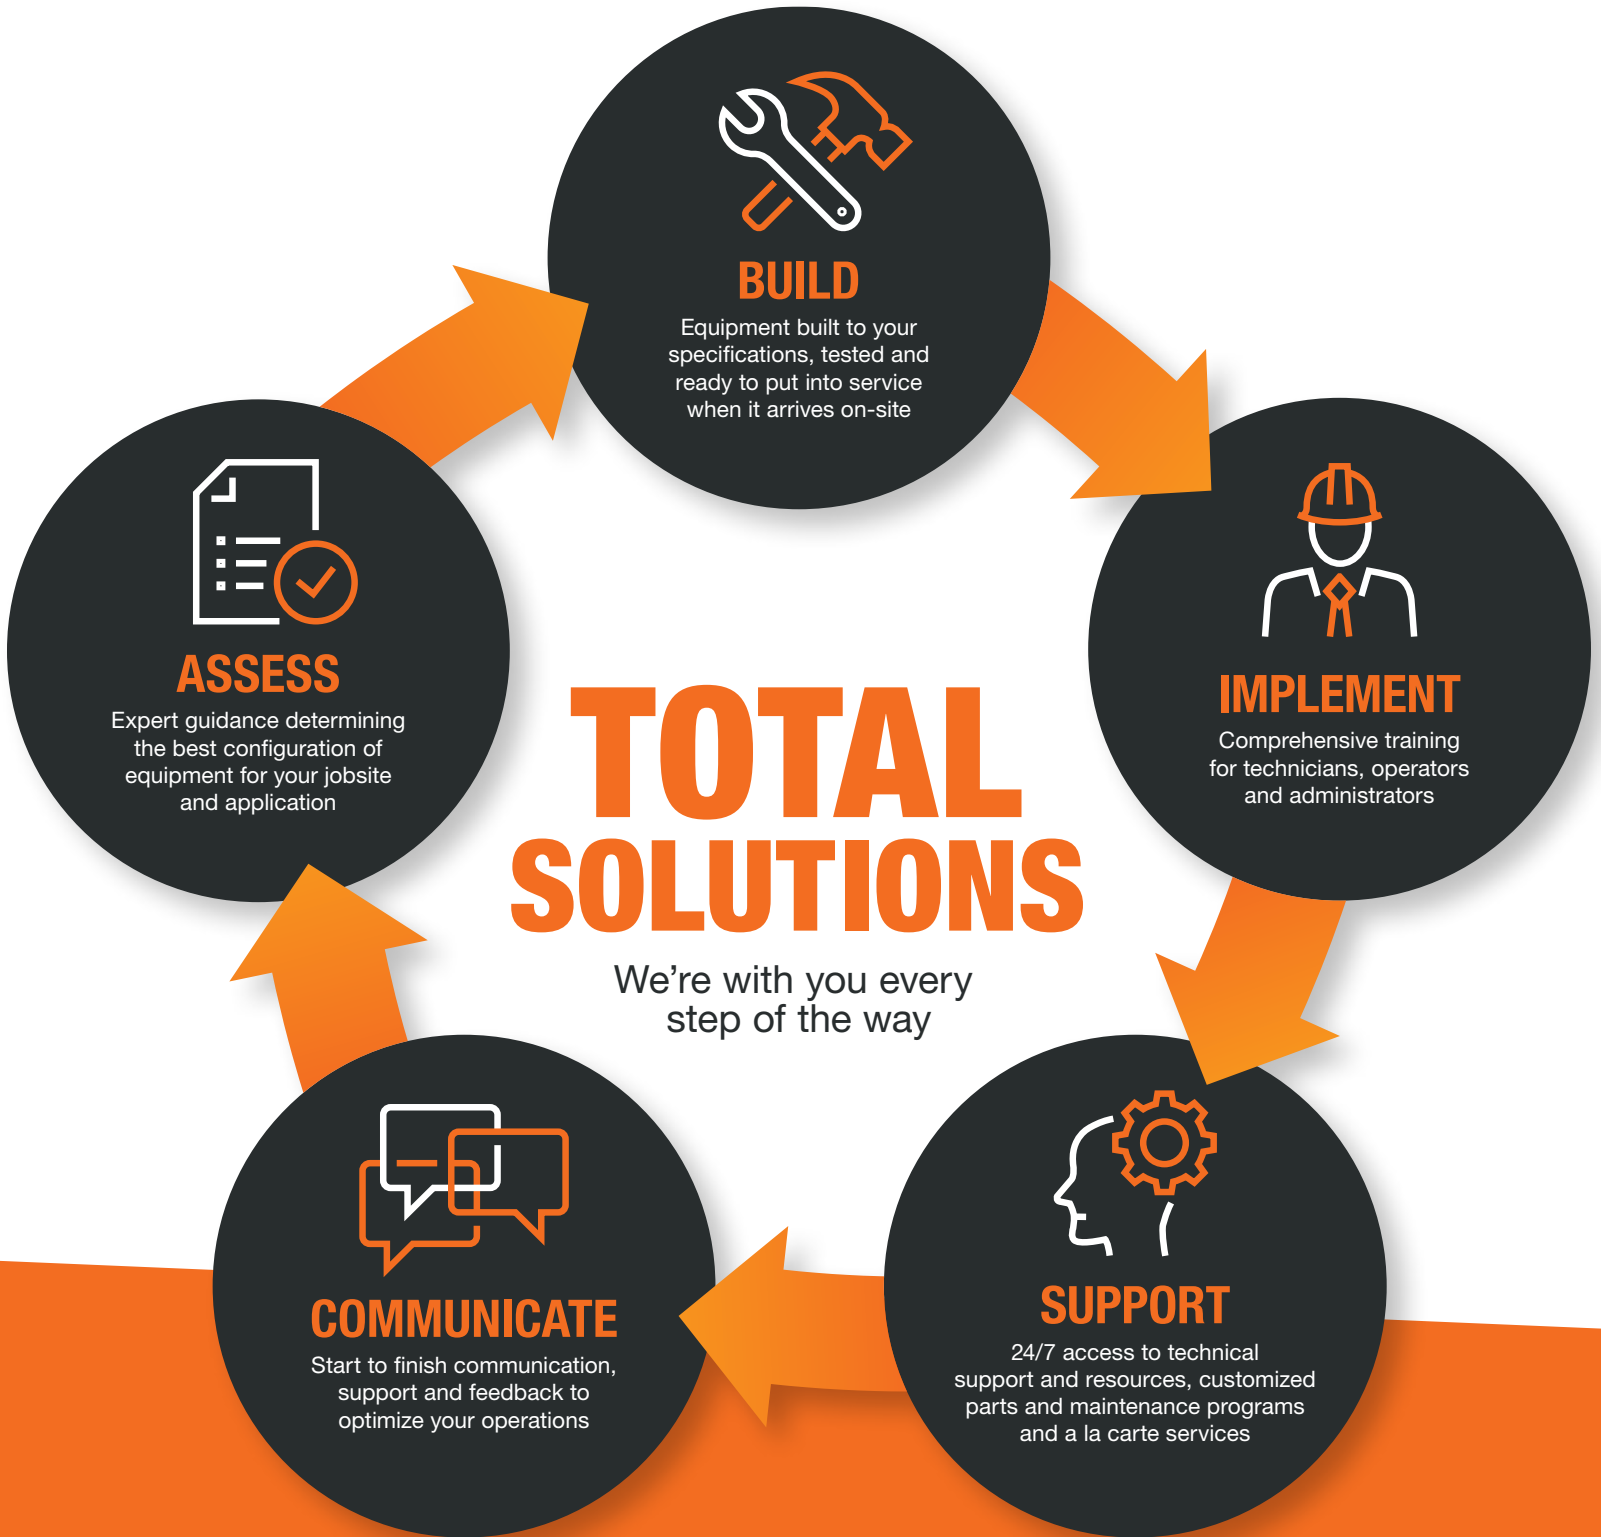 BUILD
Equipment built to your
specifications, tested and
ready to put into service
when it arrives on-site
ASSESS
Expert guidance determining
the best configuration of
equipment for your jobsite
and application
IMPLEMENT
Comprehensive training
for technicians, operators
and administrators
TOTAL
SOLUTIONS
We’re with you every
step of the way
COMMUNICATE
Start to finish communication,
support and feedback to
optimize your operations
SUPPORT
24/7 access to technical
support and resources, customized
parts and maintenance programs
and a la carte services